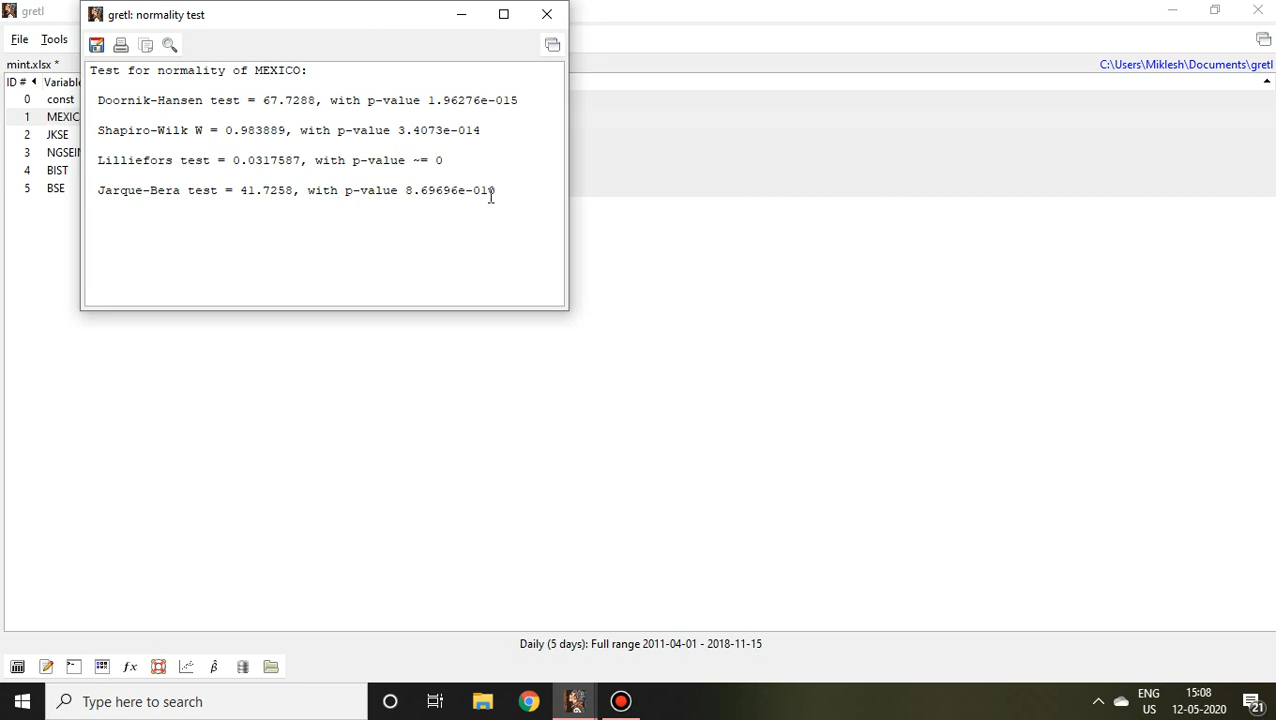 gretl
gretl: normality test
File Tools
mint.xlsx *
C:\Users\Miklesh\Documents\gretl
ID # Variable
0 const
1 MEXIC
2 JKSE
3 NGSEIN
4 BIST
5 BSE
Test for normality of MEXICO:
Doornik-Hansen test = 67.7288, with p-value 1.96276e-015
Shapiro-Wilk W = 0.983889, with p-value 3.4073e-014
Lilliefors test = 0.0317587, with p-value ~= 0
Jarque-Bera test = 41.7258, with p-value 8.69696e-010
Daily (5 days): Full range 2011-04-01 - 2018-11-15
fx
β
Type here to search
ENG
US
15:08
12-05-2020
21